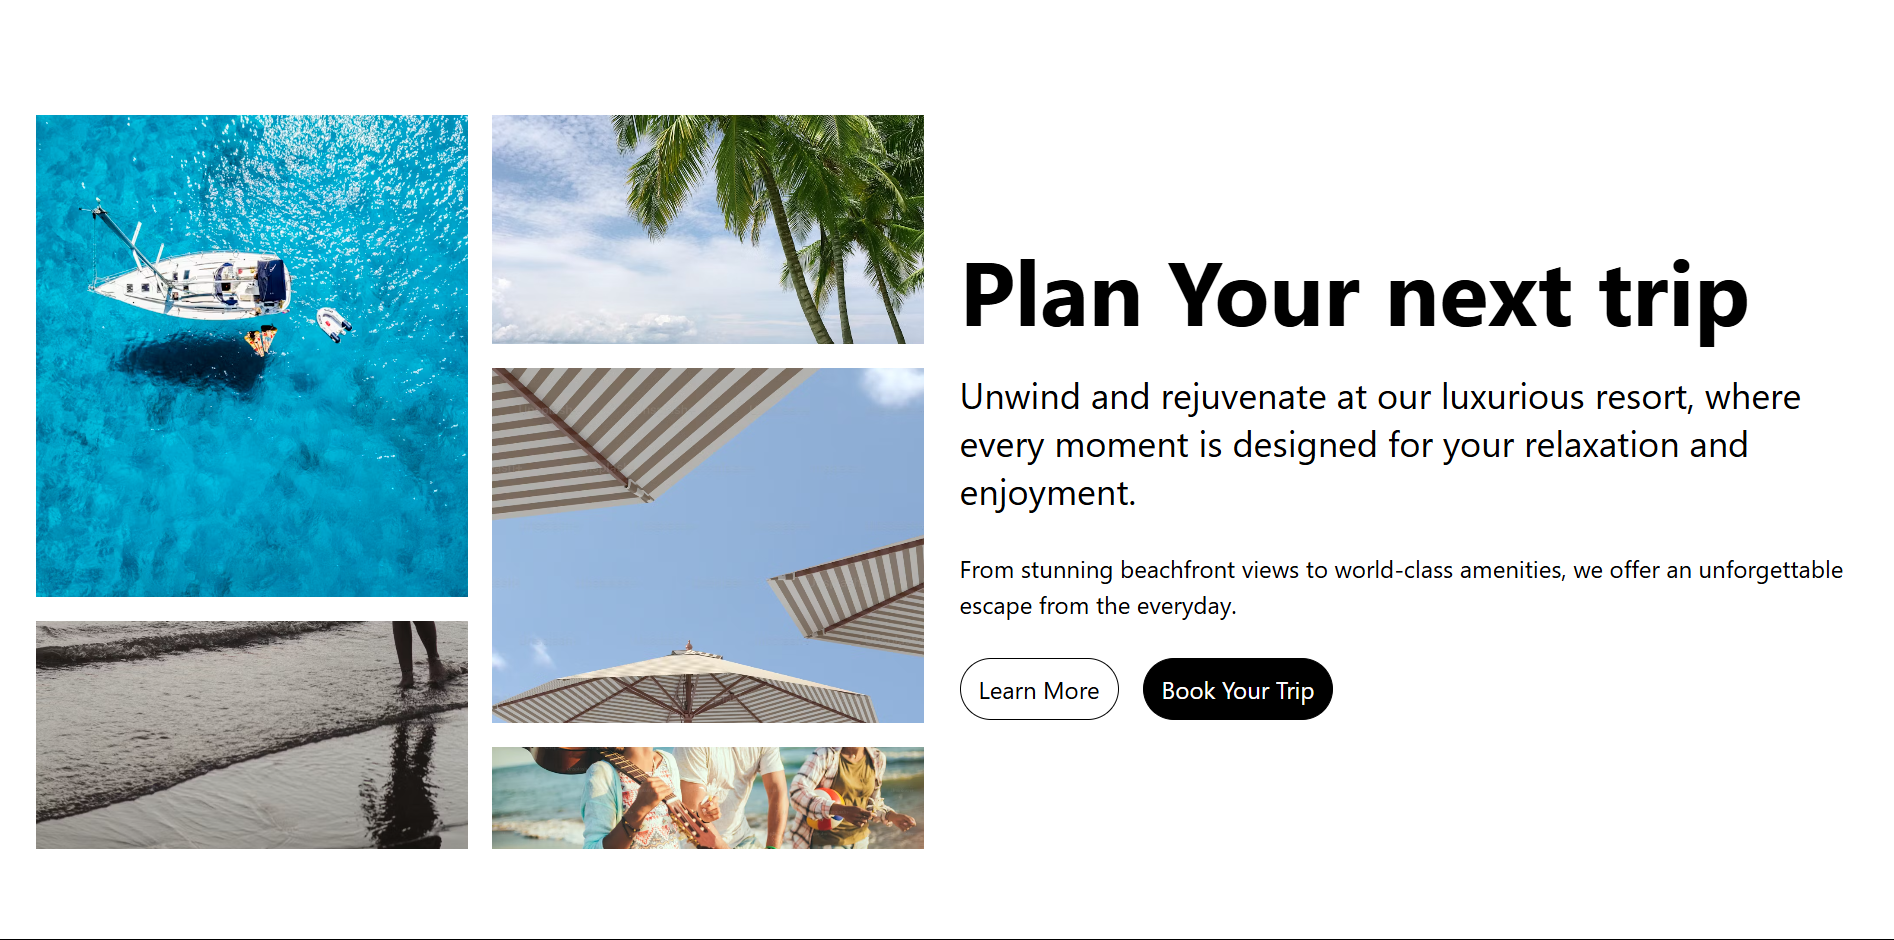 Plan Your next trip
Unwind and rejuvenate at our luxurious resort, where
every moment is designed for your relaxation and
enjoyment.
From stunning beachfront views to world-class amenities, we offer an unforgettable
escape from the everyday.
Learn More
Book Your Trip